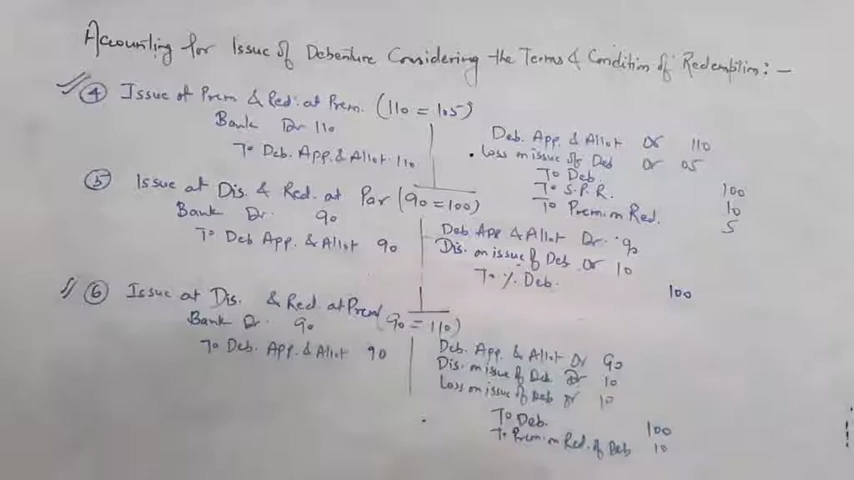 Accounting for Issue of Debenture Considering the Terms & Condition of Redemption:-
④ Issue at Prem & Red. at Prem. (110 = 105)
Bank Dr 110
To Deb. App. & Allot. 110
Deb. App. & Allot Dr 110
Loss on issue of Deb Dr 05
To Deb. 100
To S.P.R. 10
To Prem. on Red. 5
⑤ Issue at Dis. & Red. at Par (90 = 100)
Bank Dr. 90
To Deb App. & Allot 90
Deb App & Allot Dr. 90
Dis. on issue of Deb Dr 10
To % Deb. 100
⑥ Issue at Dis. & Red. at Prem (90 = 110)
Bank Dr. 90
To Deb. App. & Allot 90
Deb. App. & Allot Dr 90
Dis. on issue of Deb Dr 10
Loss on issue of Deb Dr 10
To Deb. 100
To Prem. on Red. of Deb 10